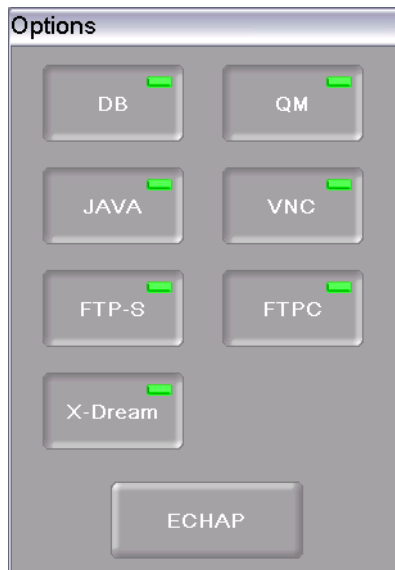 Options
DB QM
JAVA VNC
FTP-S FTPC
X-Dream
ECHAP